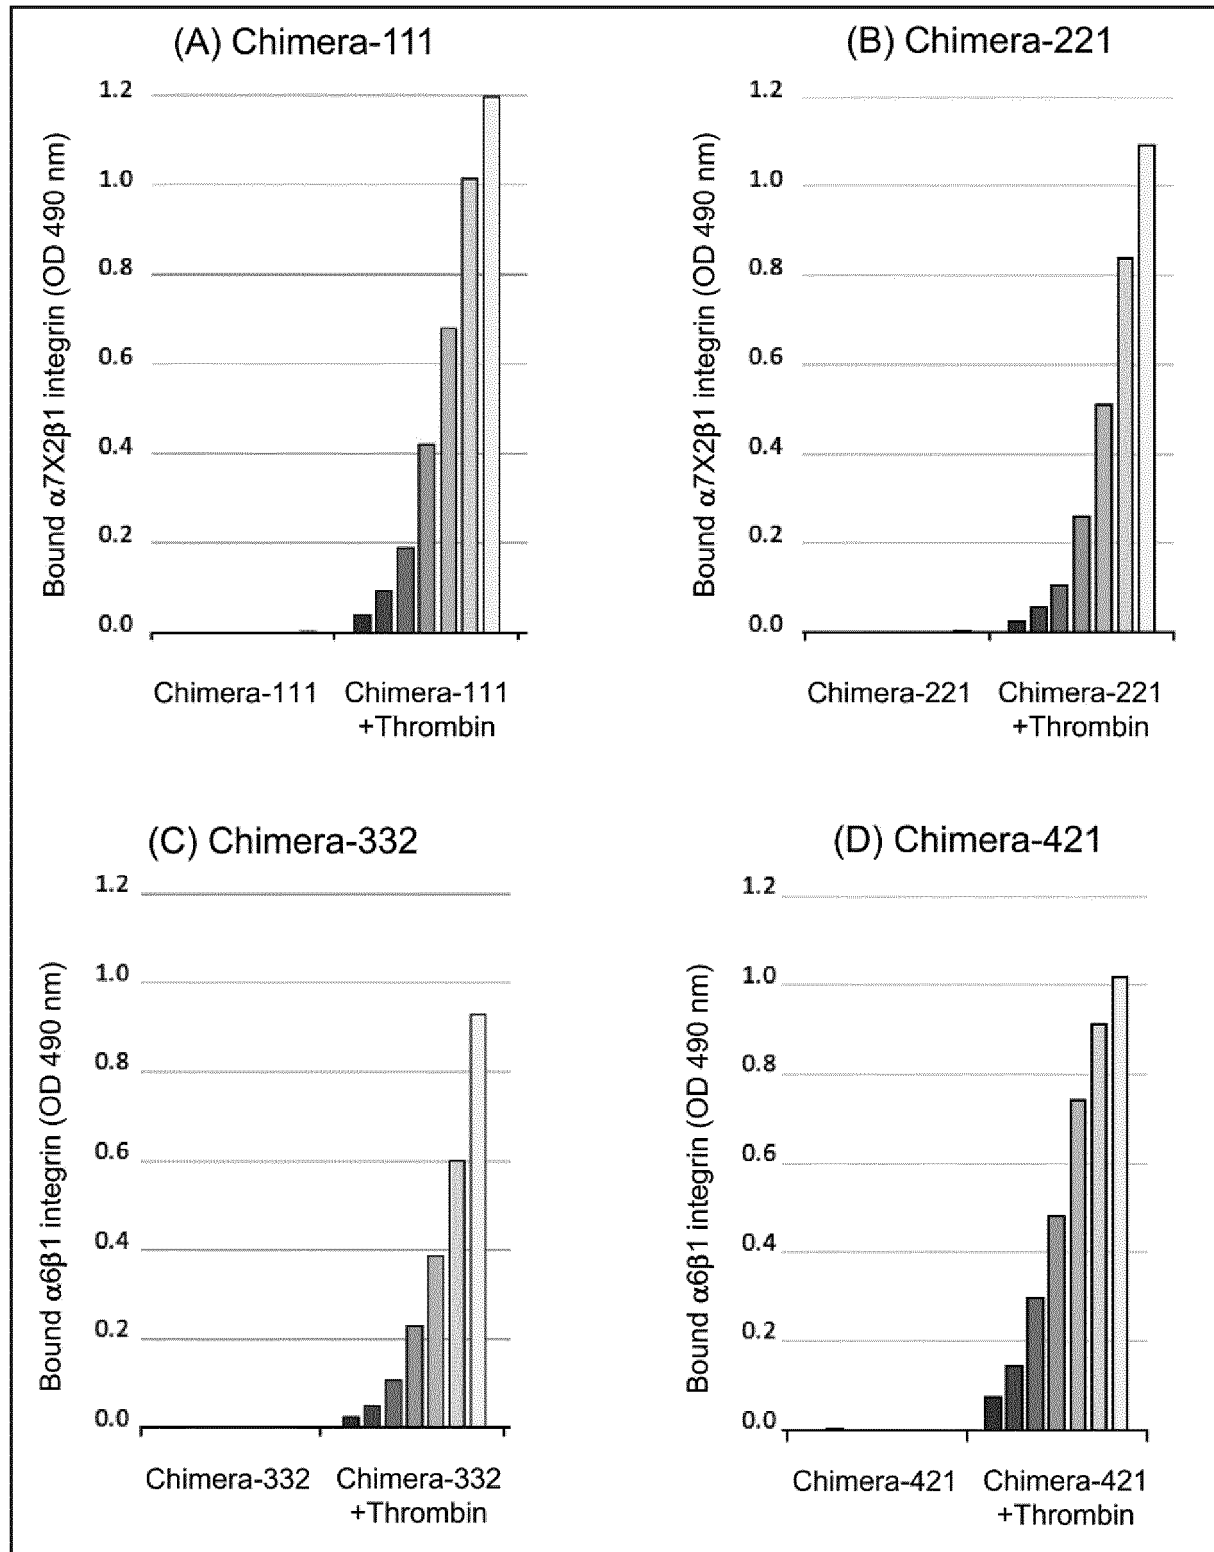 (A) Chimera-111
Bound α7X2β1 integrin (OD 490 nm)
1.2
1.0
0.8
0.6
0.4
0.2
0.0
Chimera-111
Chimera-111
+Thrombin
(B) Chimera-221
Bound α7X2β1 integrin (OD 490 nm)
1.2
1.0
0.8
0.6
0.4
0.2
0.0
Chimera-221
Chimera-221
+Thrombin
(C) Chimera-332
Bound α6β1 integrin (OD 490 nm)
1.2
1.0
0.8
0.6
0.4
0.2
0.0
Chimera-332
Chimera-332
+Thrombin
(D) Chimera-421
Bound α6β1 integrin (OD 490 nm)
1.2
1.0
0.8
0.6
0.4
0.2
0.0
Chimera-421
Chimera-421
+Thrombin